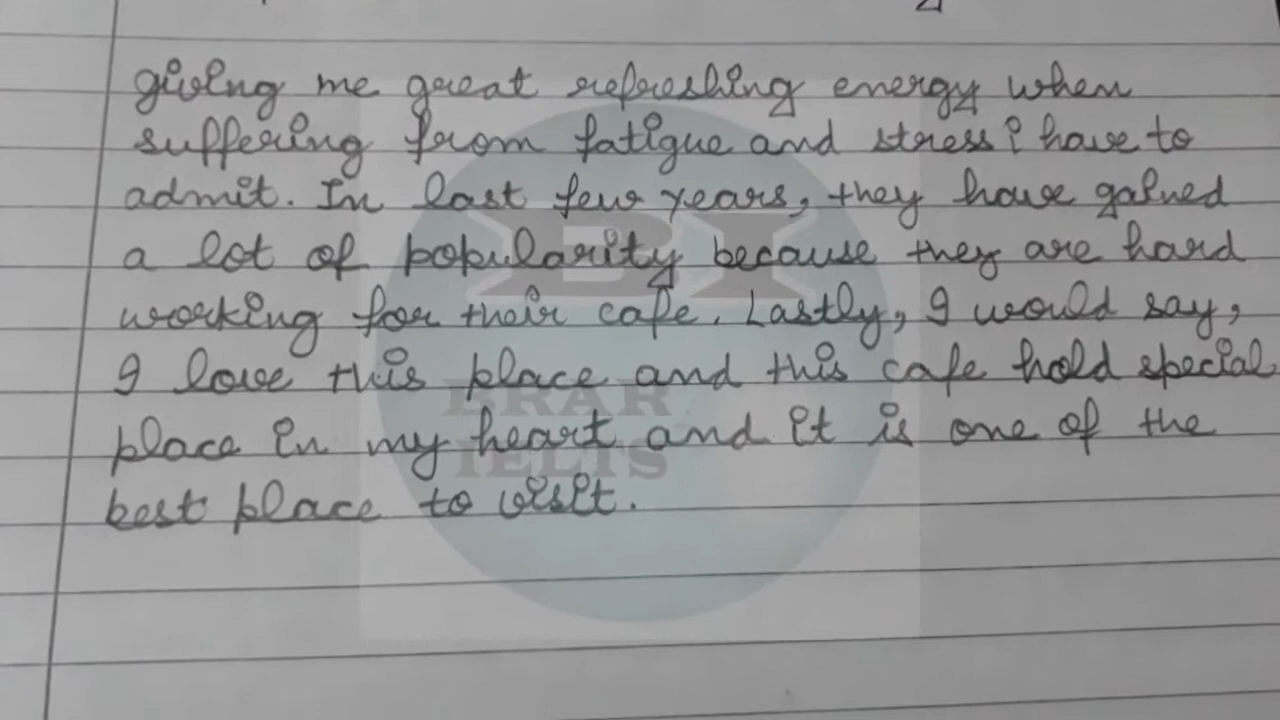 giving me great refreshing energy when
suffering from fatigue and stress i have to
admit. In last few years, they have gained
a lot of popularity because they are hard
working for their cafe. Lastly, I would say,
I love this place and this cafe hold special
place in my heart and it is one of the
best place to visit.
BI
BRAR
IELTS